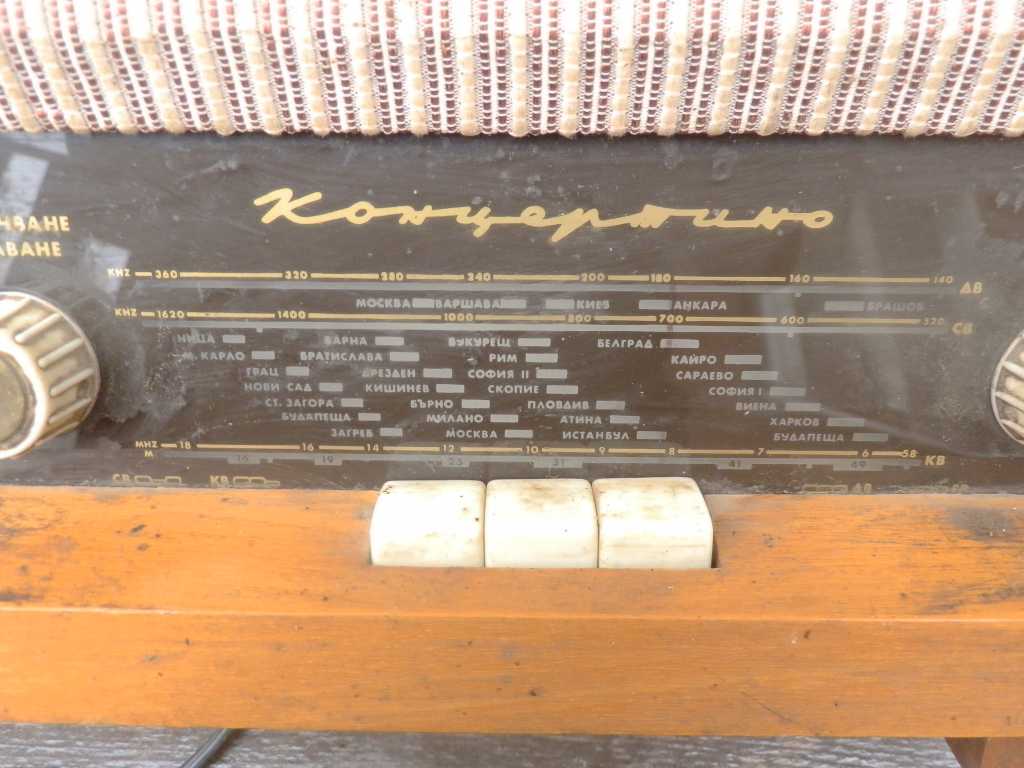 ЧВАНЕ
АВАНЕ
Концертино
KHZ 360 320 280 240 200 180 160 140 ДВ
МОСКВА ВАРШАВА КИЕВ АНКАРА БРАШОВ
KHZ 1620 1400 1000 800 700 600 520 СВ
НИЦА ВАРНА БУКУРЕЩ БЕЛГРАД
М. КАРЛО БРАТИСЛАВА РИМ КАЙРО
ГРАЦ ДРЕЗДЕН СОФИЯ II САРАЕВО
НОВИ САД КИШИНЕВ СКОПИЕ СОФИЯ I
СТ. ЗАГОРА БЪРНО ПЛОВДИВ ВИЕНА
БУДАПЕЩА МИЛАНО АТИНА ХАРКОВ
ЗАГРЕБ МОСКВА ИСТАНБУЛ БУДАПЕЩА
MHZ 18 16 14 12 10 9 8 7 6 58
М 16 19 25 31 41 49 КВ
СВ КВ ДВ